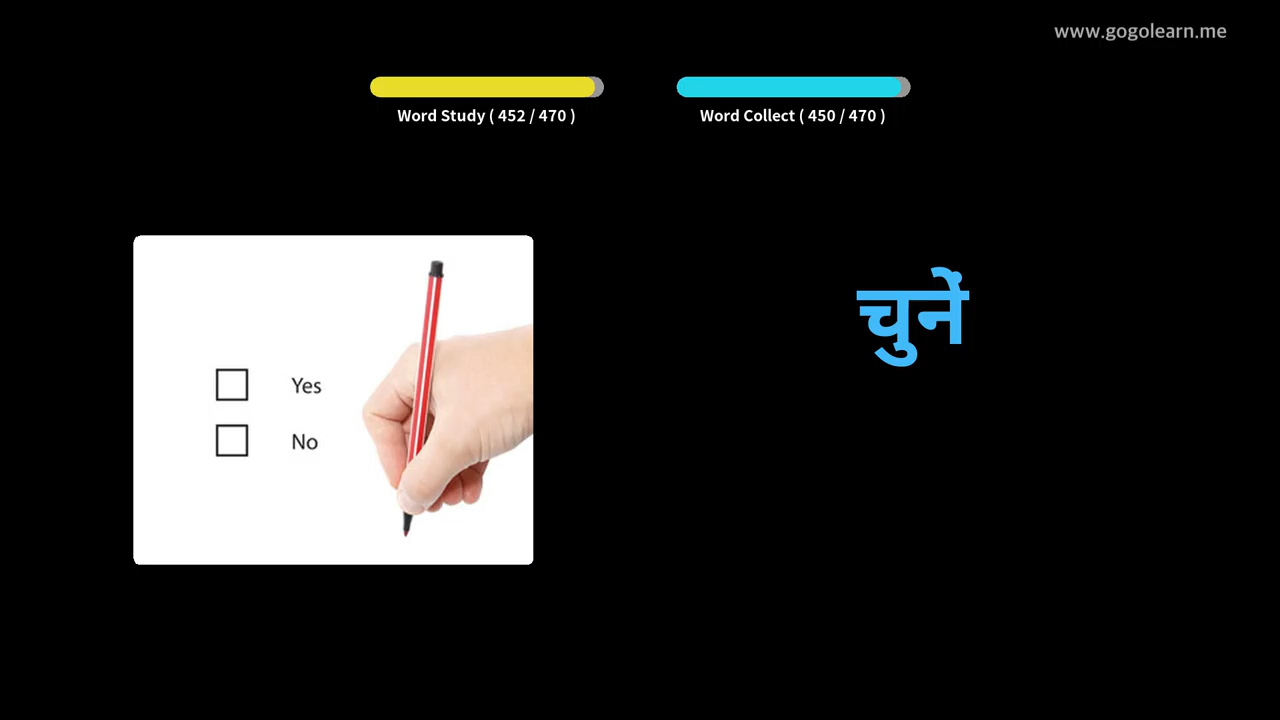 www.gogolearn.me
Word Study ( 452 / 470 )
Word Collect ( 450 / 470 )
चुनें
Yes
No